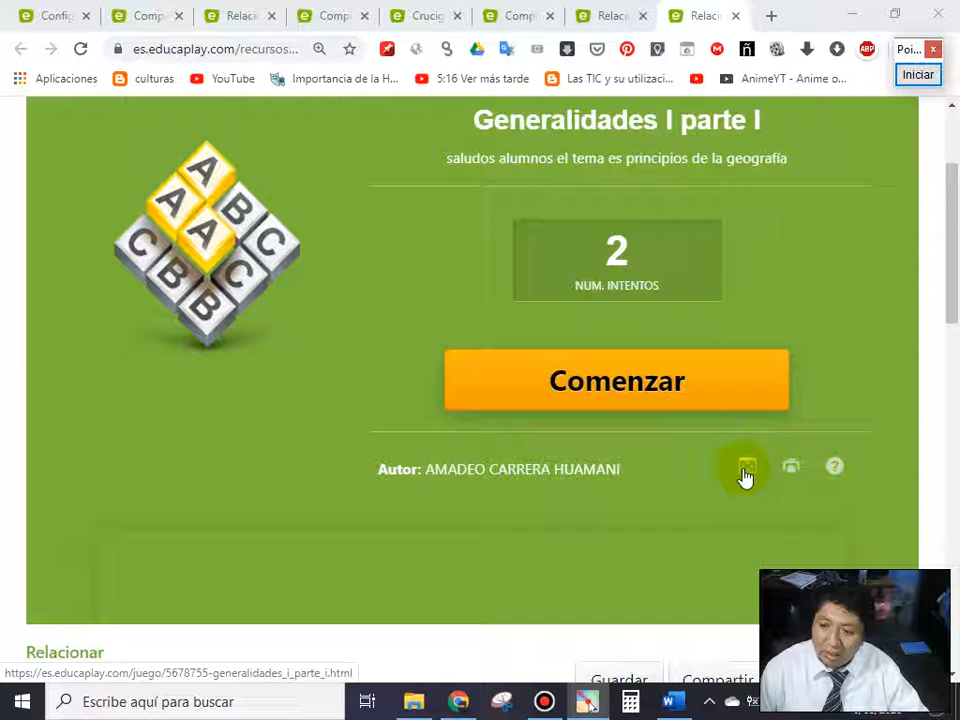 Config
Comp
Relaci
Comp
Crucig
Comp
Relaci
Relaci
es.educaplay.com/recursos...
ABP
Poi...
Iniciar
Aplicaciones
culturas
YouTube
Importancia de la H...
5:16 Ver más tarde
Las TIC y su utilizaci...
AnimeYT - Anime o...
Generalidades I parte I
saludos alumnos el tema es principios de la geografía
A
A B
C A C
B C
B
2
NUM. INTENTOS
Comenzar
Autor: AMADEO CARRERA HUAMANI
Relacionar
https://es.educaplay.com/juego/5678755-generalidades_i_parte_i.html
Guardar
Compartir
Escribe aquí para buscar